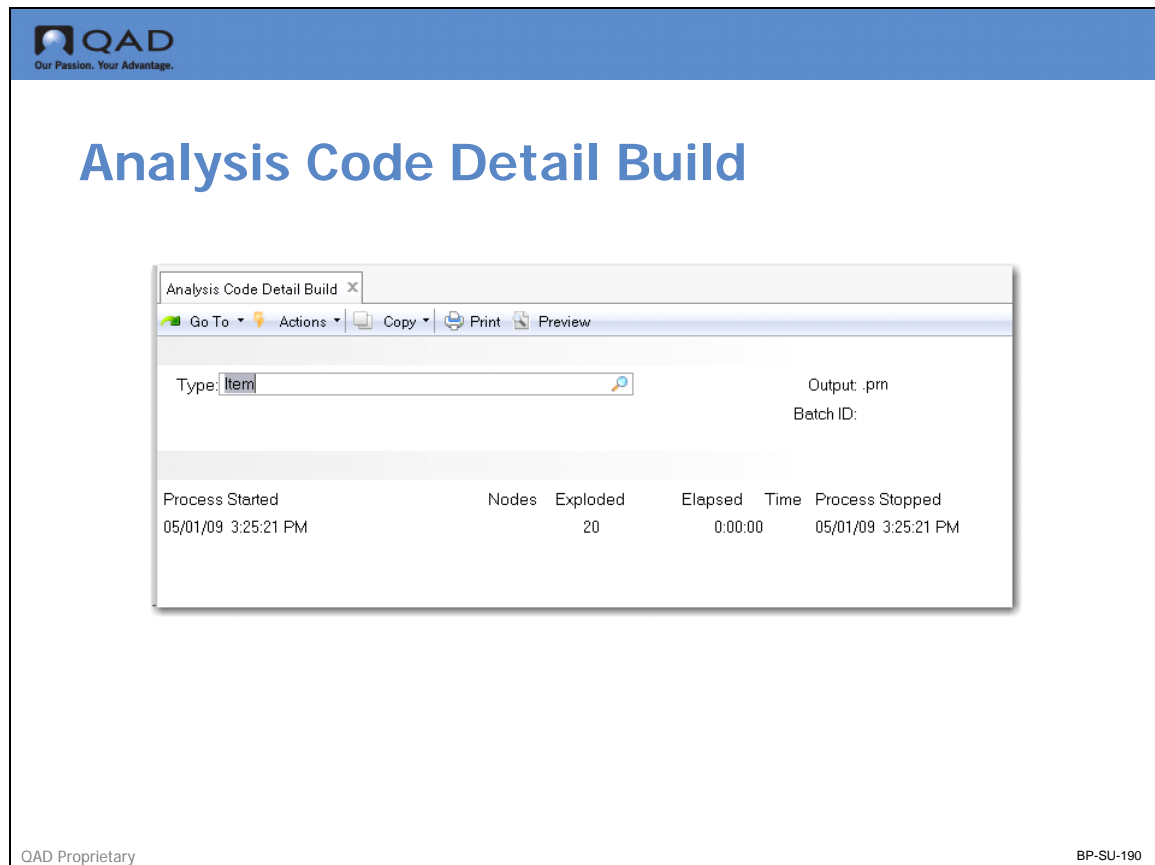 QAD
Our Passion. Your Advantage.
Analysis Code Detail Build
Analysis Code Detail Build
Go To Actions Copy Print Preview
Type: Item Output: .prn
Batch ID:
Process Started Nodes Exploded Elapsed Time Process Stopped
05/01/09 3:25:21 PM 20 0:00:00 05/01/09 3:25:21 PM
QAD Proprietary BP-SU-190